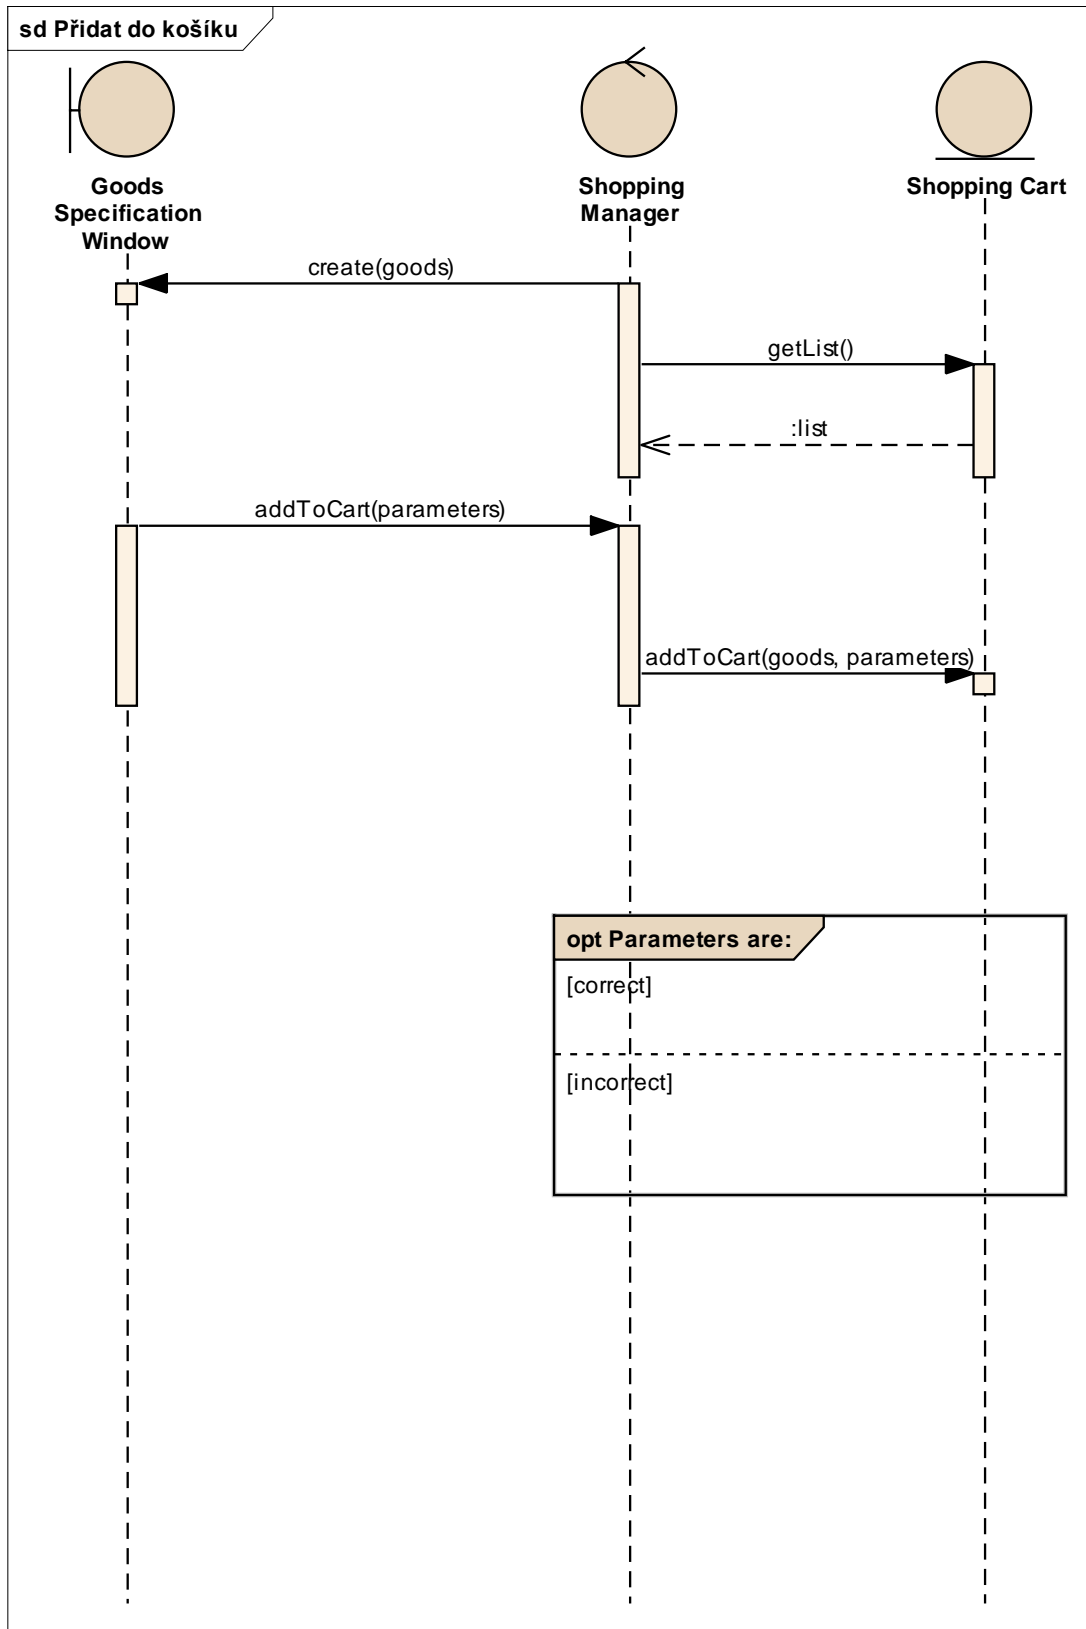 sd Přidat do košíku
Goods
Specification
Window
Shopping
Manager
Shopping Cart
create(goods)
getList()
:list
addToCart(parameters)
addToCart(goods, parameters)
opt Parameters are:
[correct]
[incorrect]